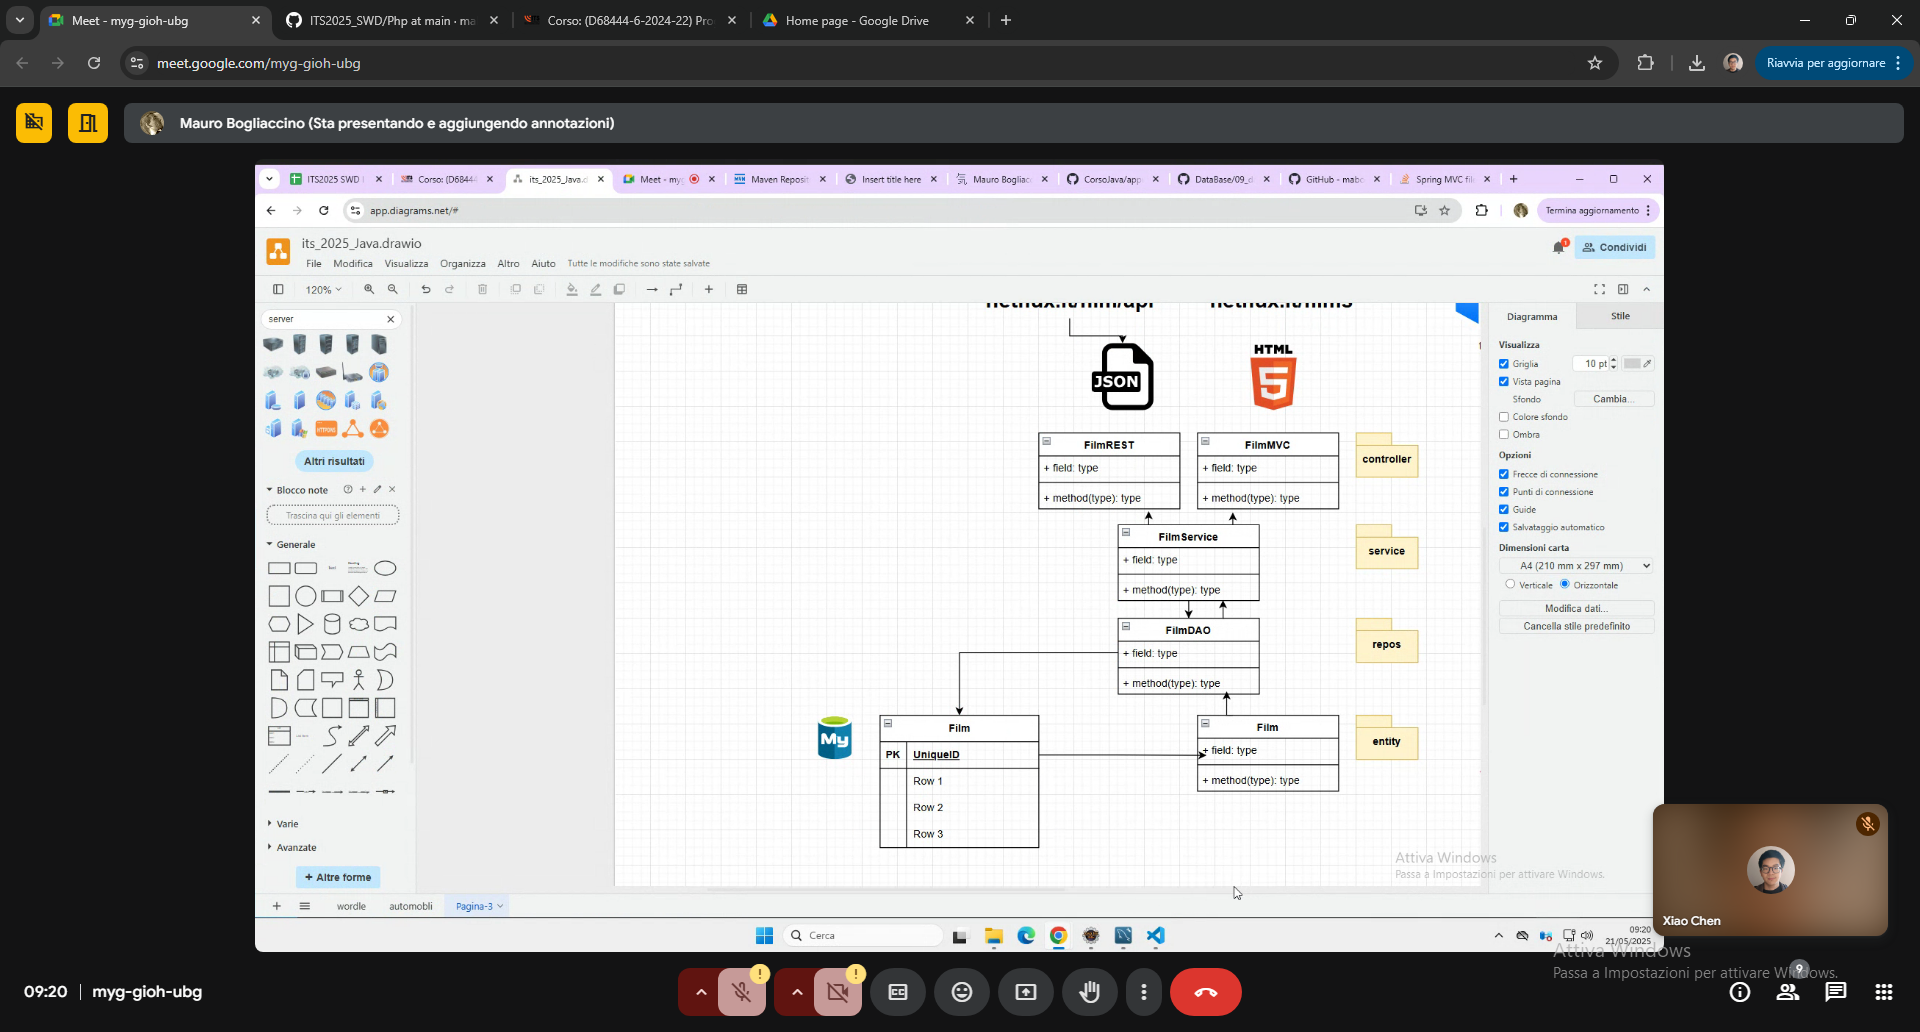 Meet - myg-gioh-ubg
ITS2025_SWD/Php at main · ma
Corso: (D68444-6-2024-22) Pro
Home page - Google Drive
meet.google.com/myg-gioh-ubg
Riavvia per aggiornare
Mauro Bogliaccino (Sta presentando e aggiungendo annotazioni)
ITS2025 SWD
Corso: (D6844
its_2025_Java.d
Meet - my
Maven Reposit
Insert title here
Mauro Bogliac
CorsoJava/app
DataBase/09_d
GitHub - mabo
Spring MVC fil
app.diagrams.net/#
Termina aggiornamento
its_2025_Java.drawio
File Modifica Visualizza Organizza Altro Aiuto Tutte le modifiche sono state salvate
1
Condividi
120%
server
Altri risultati
Blocco note
Trascina qui gli elementi
Generale
Varie
Avanzate
+ Altre forme
netflux.it/film/api
netflux.it/films
JSON
HTML
5
FilmREST
+ field: type
+ method(type): type
FilmMVC
+ field: type
+ method(type): type
controller
FilmService
+ field: type
+ method(type): type
service
FilmDAO
+ field: type
+ method(type): type
repos
My
Film
PK UniqueID
Row 1
Row 2
Row 3
Film
+ field: type
+ method(type): type
entity
Diagramma Stile
Visualizza
Griglia 10 pt
Vista pagina
Sfondo Cambia...
Colore sfondo
Ombra
Opzioni
Frecce di connessione
Punti di connessione
Guide
Salvataggio automatico
Dimensioni carta
A4 (210 mm x 297 mm)
Verticale Orizzontale
Modifica dati...
Cancella stile predefinito
Attiva Windows
Passa a Impostazioni per attivare Windows.
wordle automobli Pagina-3
Cerca
09:20
21/05/2025
Xiao Chen
Attiva Windows
Passa a Impostazioni per attivare Windows.
09:20 | myg-gioh-ubg
9